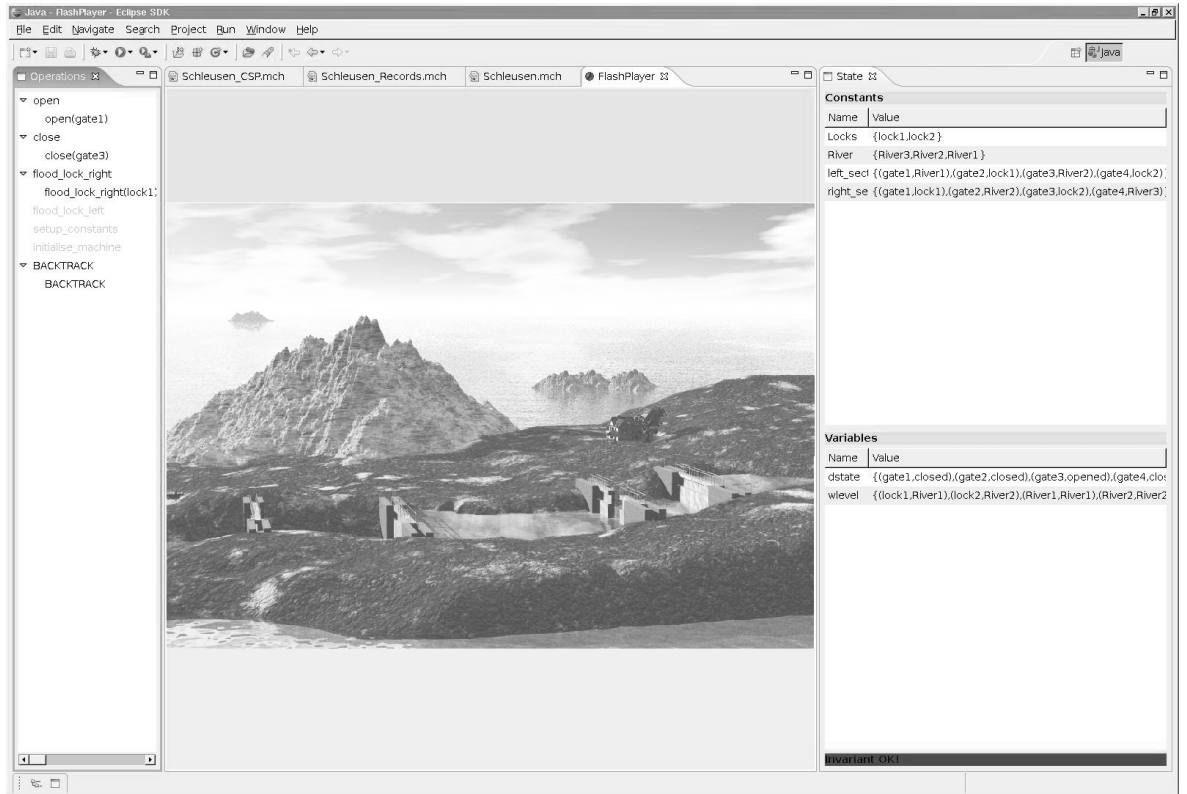 Java - FlashPlayer - Eclipse SDK
File Edit Navigate Search Project Run Window Help
Java
Operations
open
open(gate1)
close
close(gate3)
flood_lock_right
flood_lock_right(lock1;
flood_lock_left
setup_constants
initialise_machine
BACKTRACK
BACKTRACK
Schleusen_CSP.mch
Schleusen_Records.mch
Schleusen.mch
FlashPlayer
State
Constants
Name Value
Locks {lock1,lock2}
River {River3,River2,River1}
left_sect {(gate1,River1),(gate2,lock1),(gate3,River2),(gate4,lock2)}
right_se {(gate1,lock1),(gate2,River2),(gate3,lock2),(gate4,River3)}
Variables
Name Value
dstate {(gate1,closed),(gate2,closed),(gate3,opened),(gate4,clos
wlevel {(lock1,River1),(lock2,River2),(River1,River1),(River2,River2
Invariant OK!